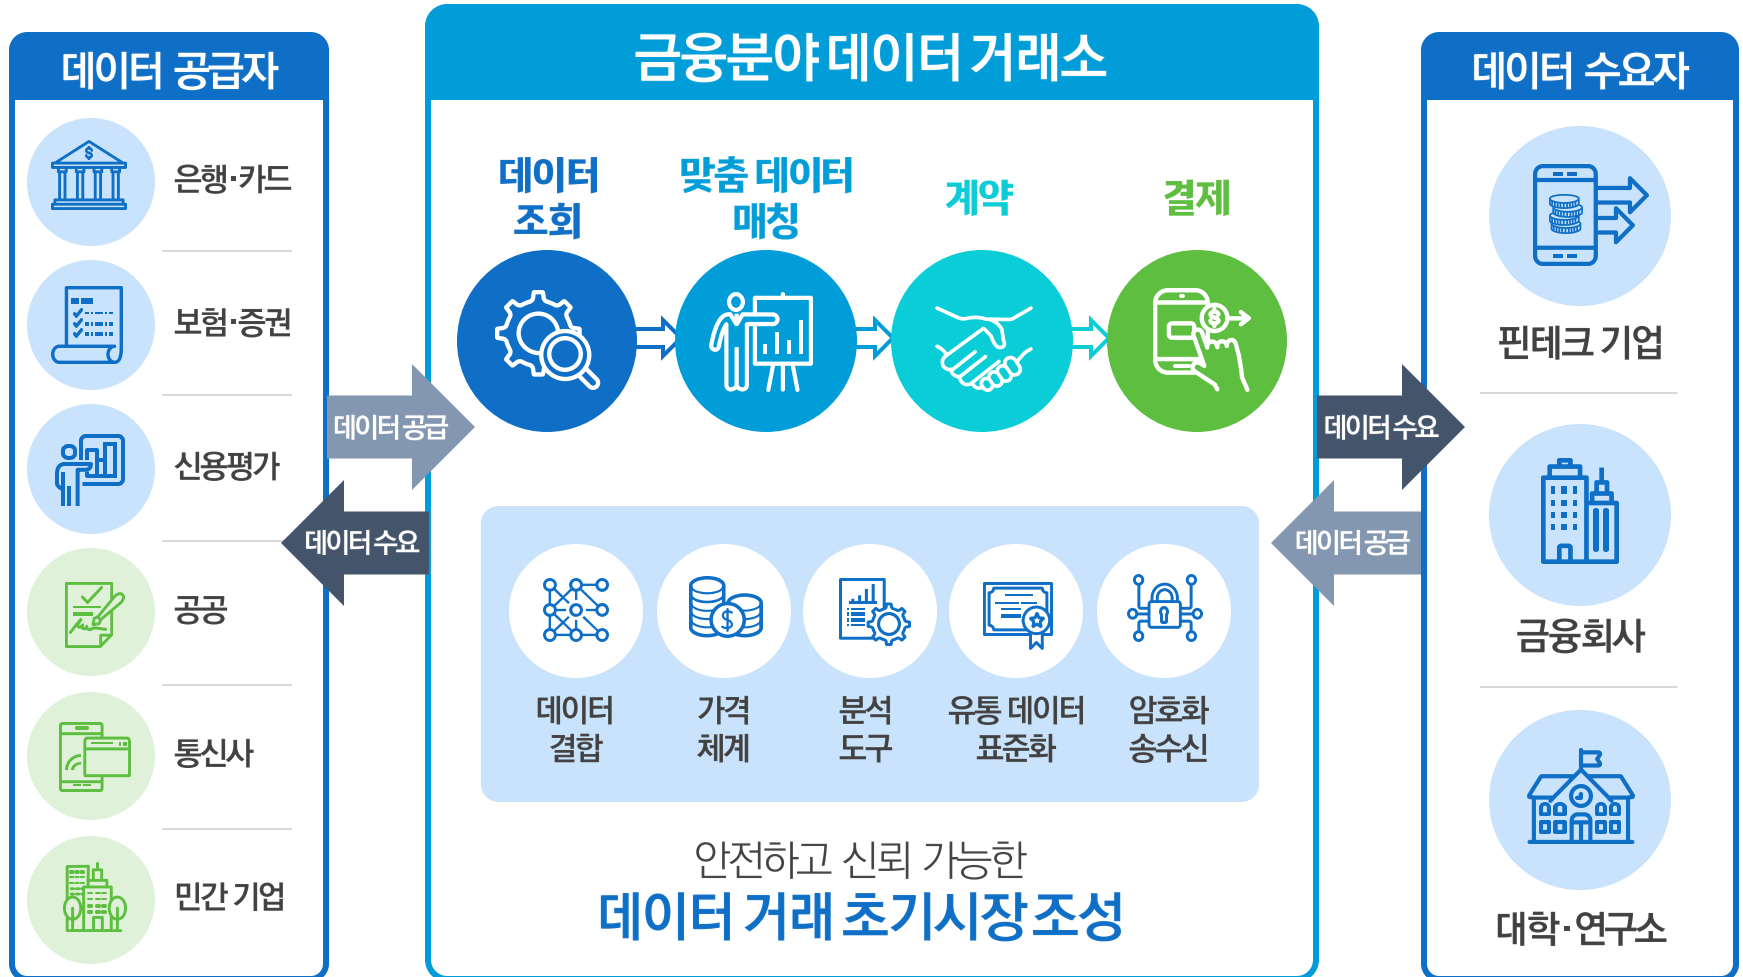 데이터 공급자
은행·카드
보험·증권
신용평가
공공
통신사
민간 기업
데이터 공급
데이터 수요
금융분야 데이터 거래소
데이터
조회
맞춤 데이터
매칭
계약
결제
데이터
결합
가격
체계
분석
도구
유통 데이터
표준화
암호화
송수신
안전하고 신뢰 가능한
데이터 거래 초기시장 조성
데이터 수요
데이터 공급
데이터 수요자
핀테크 기업
금융회사
대학·연구소